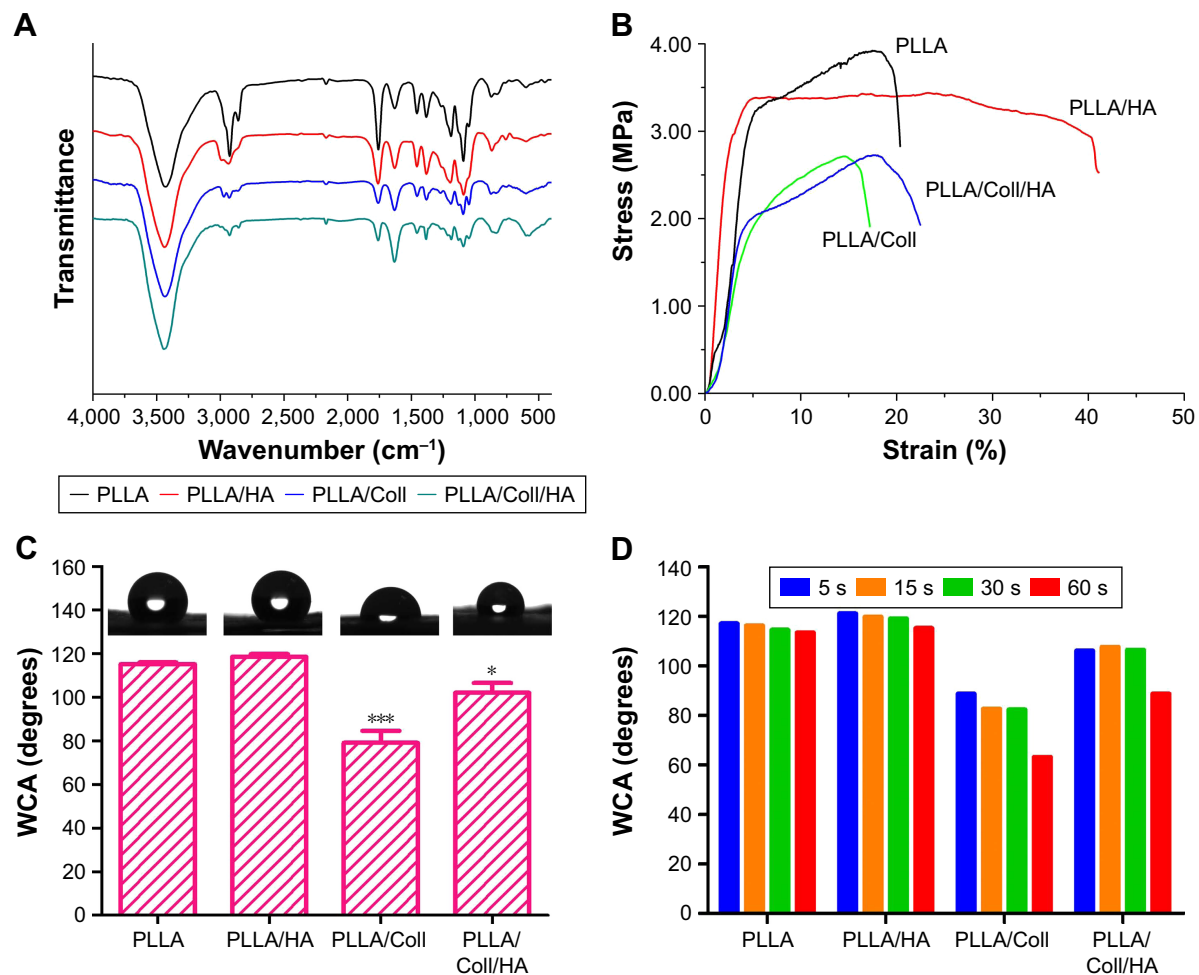 A
Transmittance
4,000 3,500 3,000 2,500 2,000 1,500 1,000 500
Wavenumber (cm⁻¹)
PLLA PLLA/HA PLLA/Coll PLLA/Coll/HA
B
Stress (MPa)
4.00
3.00
2.00
1.00
0.00
PLLA
PLLA/HA
PLLA/Coll/HA
PLLA/Coll
0 10 20 30 40 50
Strain (%)
C
WCA (degrees)
160
140
120
100
80
60
40
20
0
***
*
PLLA PLLA/HA PLLA/Coll PLLA/
Coll/HA
D
WCA (degrees)
140
120
100
80
60
40
20
0
5 s 15 s 30 s 60 s
PLLA PLLA/HA PLLA/Coll PLLA/
Coll/HA